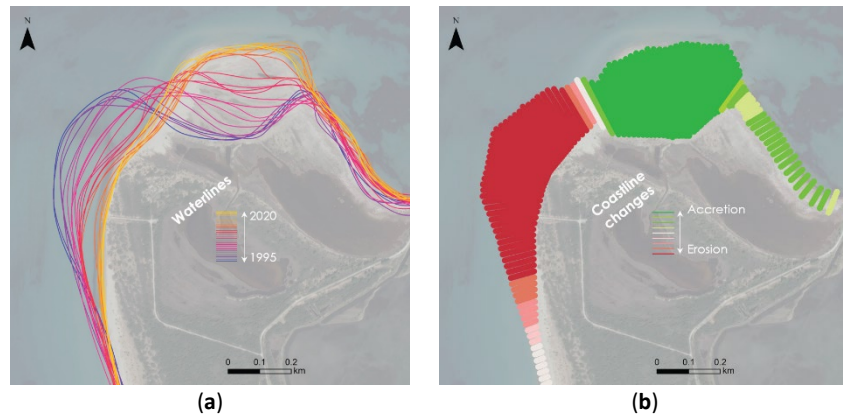 N
Waterlines
2020
1995
0 0.1 0.2
km
(a)
N
Coastline
changes
Accretion
Erosion
0 0.1 0.2
km
(b)